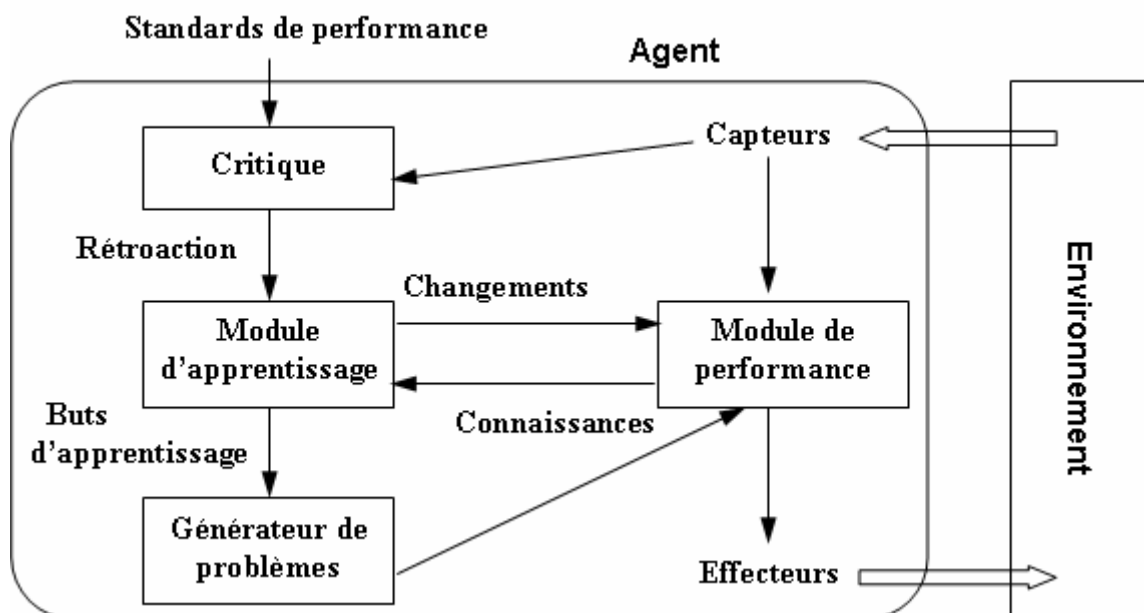 Standards de performance
Agent
Critique
Capteurs
Rétroaction
Changements
Module
d'apprentissage
Module de
performance
Connaissances
Buts
d'apprentissage
Générateur de
problèmes
Effecteurs
Environnement